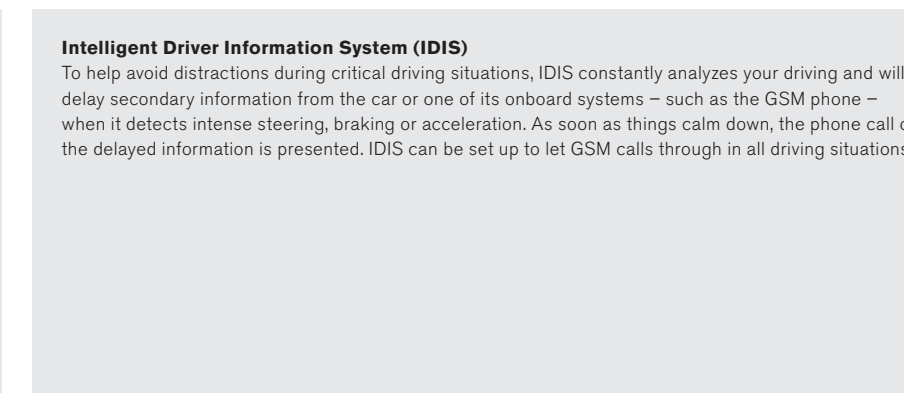 Intelligent Driver Information System (IDIS)
To help avoid distractions during critical driving situations, IDIS constantly analyzes your driving and will
delay secondary information from the car or one of its onboard systems – such as the GSM phone –
when it detects intense steering, braking or acceleration. As soon as things calm down, the phone call
the delayed information is presented. IDIS can be set up to let GSM calls through in all driving situations